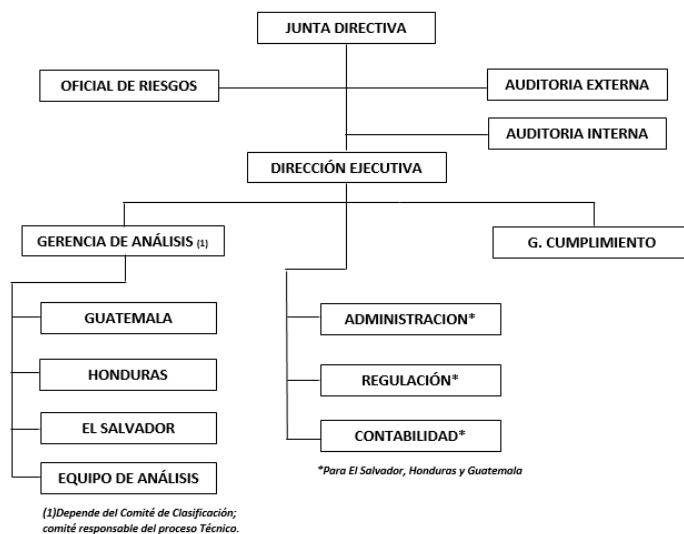 JUNTA DIRECTIVA
OFICIAL DE RIESGOS
AUDITORIA EXTERNA
AUDITORIA INTERNA
DIRECCIÓN EJECUTIVA
GERENCIA DE ANÁLISIS (1)
G. CUMPLIMIENTO
GUATEMALA
HONDURAS
EL SALVADOR
EQUIPO DE ANÁLISIS
(1)Depende del Comité de Clasificación;
comité responsable del proceso Técnico.
ADMINISTRACION*
REGULACIÓN*
CONTABILIDAD*
*Para El Salvador, Honduras y Guatemala